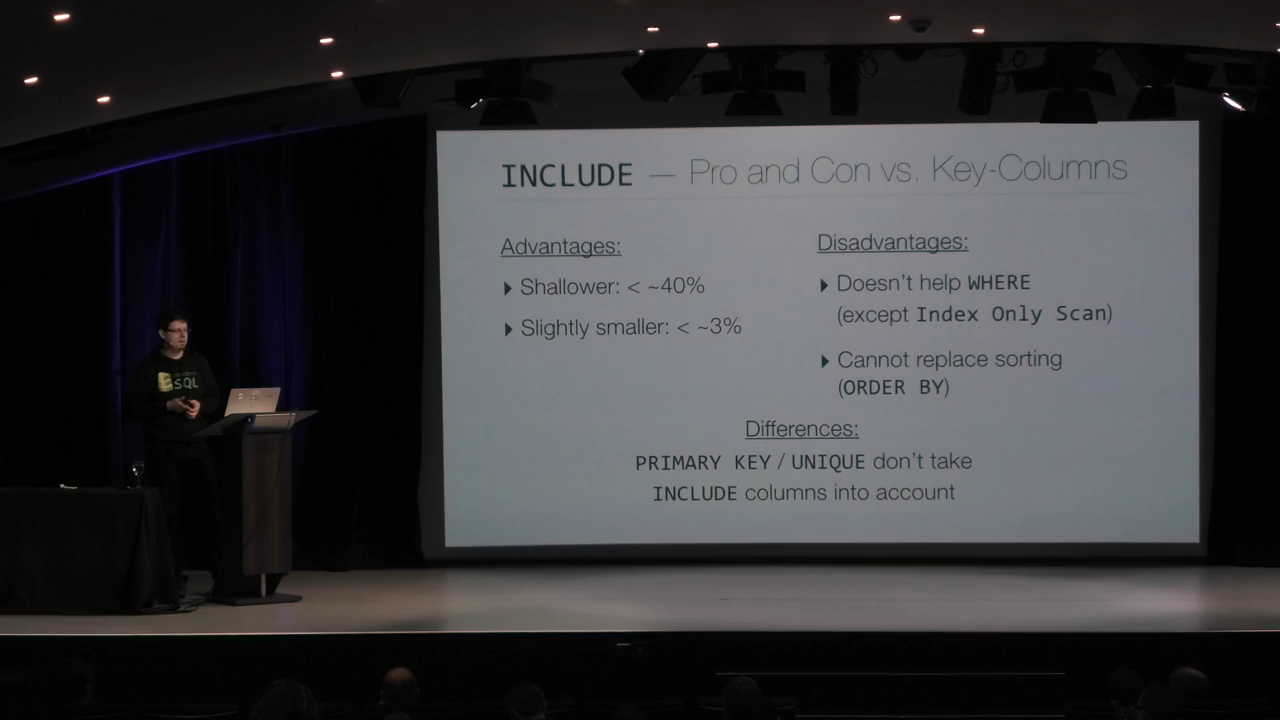 INCLUDE — Pro and Con vs. Key-Columns
Advantages:
Shallower: < ~40%
Slightly smaller: < ~3%
Disadvantages:
Doesn't help WHERE
(except Index Only Scan)
Cannot replace sorting
(ORDER BY)
Differences:
PRIMARY KEY / UNIQUE don't take
INCLUDE columns into account
SQL